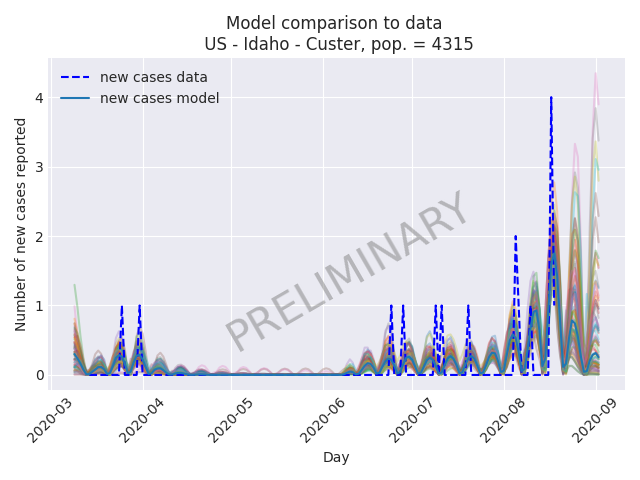 Model comparison to data
US - Idaho - Custer, pop. = 4315
new cases data
new cases model
Number of new cases reported
4
3
2
1
0
PRELIMINARY
2020-03
2020-04
2020-05
2020-06
2020-07
2020-08
2020-09
Day